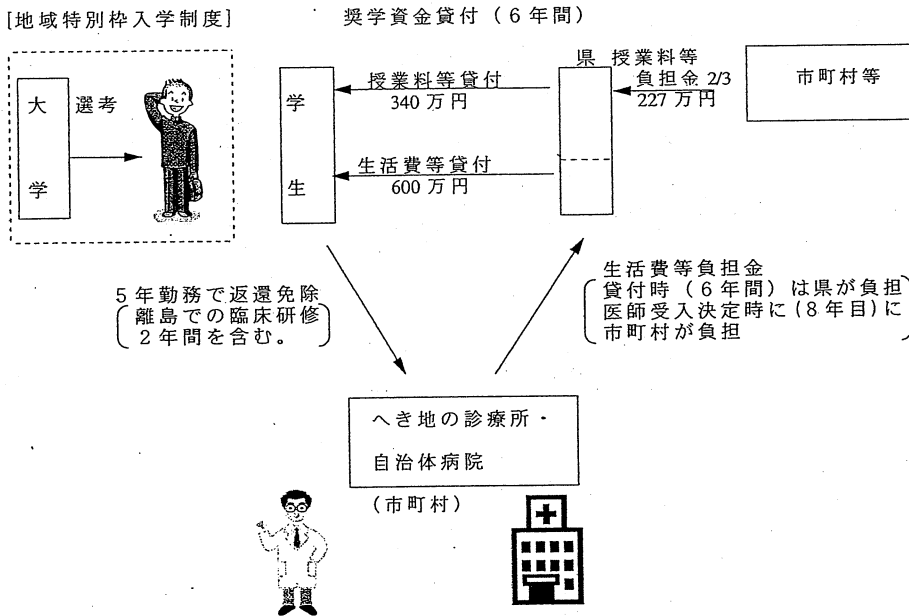 [地域特別枠入学制度]
奨学資金貸付(6年間)
大学
選考
学生
授業料等貸付
340万円
生活費等貸付
600万円
県 授業料等
負担金 2/3
227万円
市町村等
5年勤務で返還免除
離島での臨床研修
2年間を含む。
生活費等負担金
貸付時(6年間)は県が負担
医師受入決定時に(8年目)に
市町村が負担
へき地の診療所・
自治体病院
(市町村)